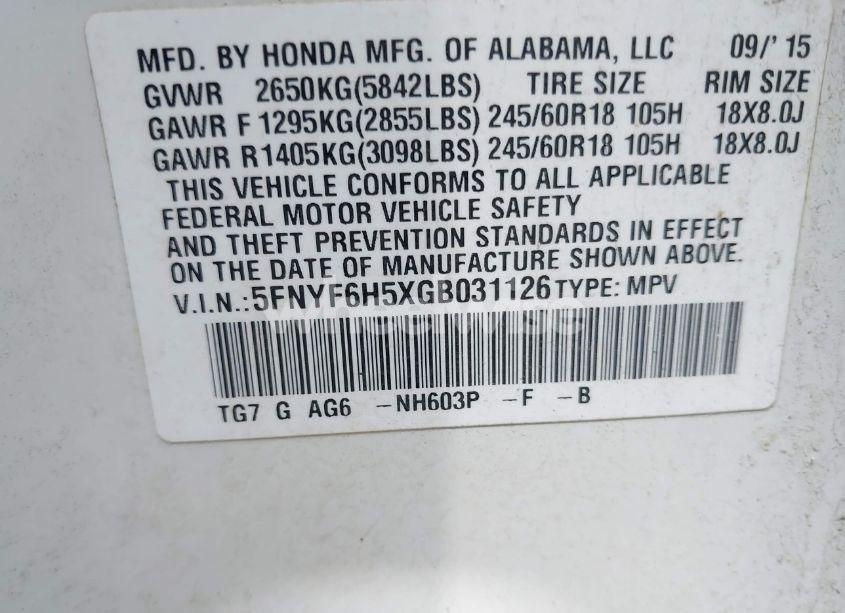 MFD. BY HONDA MFG. OF ALABAMA, LLC 09/' 15
GVWR 2650KG(5842LBS) TIRE SIZE RIM SIZE
GAWR F 1295KG(2855LBS) 245/60R18 105H 18X8.0J
GAWR R1405KG(3098LBS) 245/60R18 105H 18X8.0J
THIS VEHICLE CONFORMS TO ALL APPLICABLE
FEDERAL MOTOR VEHICLE SAFETY
AND THEFT PREVENTION STANDARDS IN EFFECT
ON THE DATE OF MANUFACTURE SHOWN ABOVE.
V.I.N.:5FNYF6H5XGB031126 TYPE: MPV
wheelwise
TG7 G AG6 -NH603P -F -B